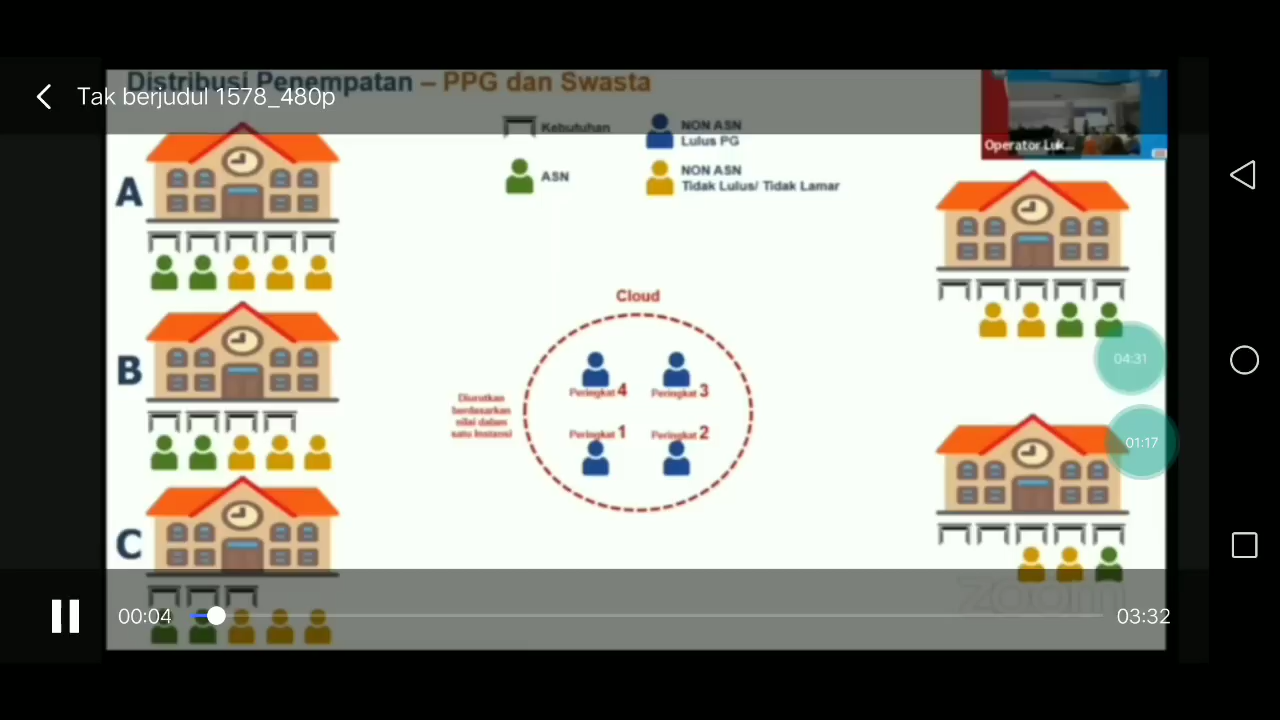 Distribusi Penempatan – PPG dan Swasta
Tak berjudul 1578_480p
Kebutuhan
NON ASN
Lulus PG
ASN
NON ASN
Tidak Lulus/ Tidak Lamar
Operator Luk...
A
B
C
Cloud
Diurutkan
berdasarkan
nilai dalam
satu Instansi
Peringkat 4
Peringkat 3
Peringkat 1
Peringkat 2
04:31
01:17
zoom
00:04
03:32